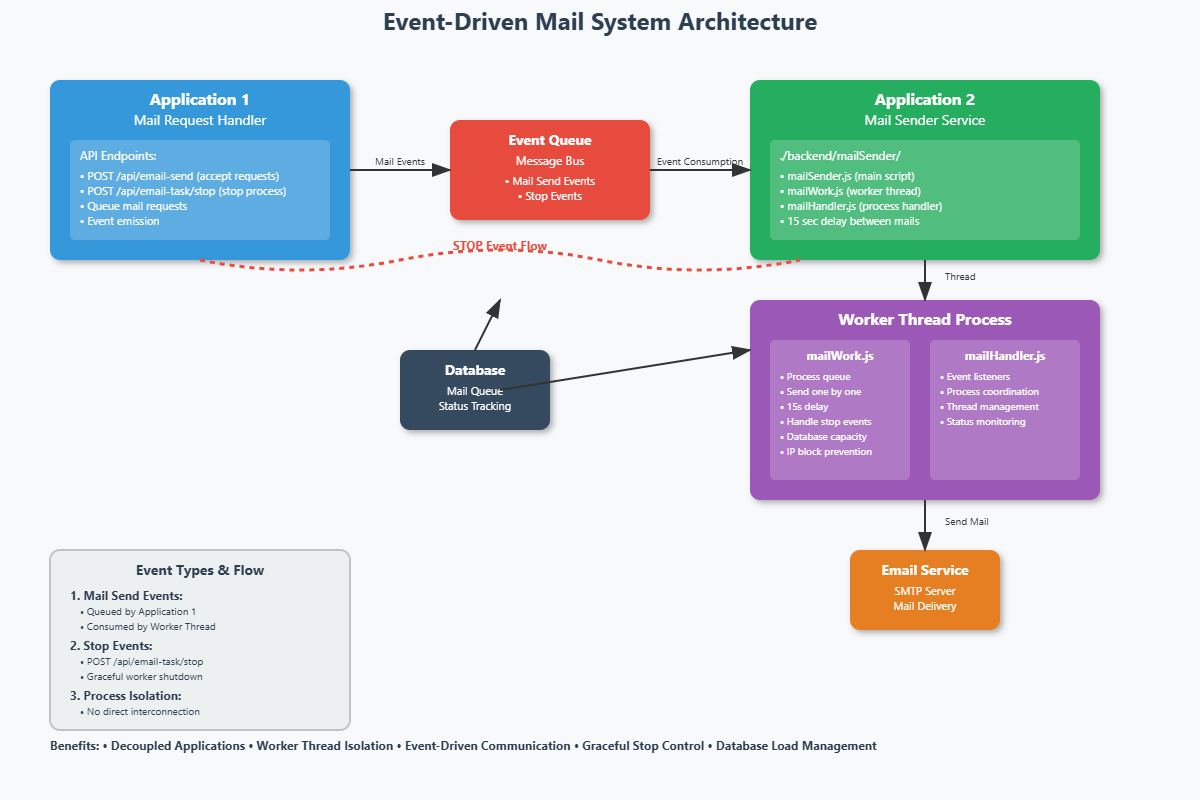 Event-Driven Mail System Architecture
Application 1
Mail Request Handler
API Endpoints:
• POST /api/email-send (accept requests)
• POST /api/email-task/stop (stop process)
• Queue mail requests
• Event emission
Mail Events
Event Queue
Message Bus
• Mail Send Events
• Stop Events
Event Consumption
Application 2
Mail Sender Service
./backend/mailSender/
• mailSender.js (main script)
• mailWork.js (worker thread)
• mailHandler.js (process handler)
• 15 sec delay between mails
STOP Event Flow
Thread
Database
Mail Queue
Status Tracking
Worker Thread Process
mailWork.js
• Process queue
• Send one by one
• 15s delay
• Handle stop events
• Database capacity
• IP block prevention
mailHandler.js
• Event listeners
• Process coordination
• Thread management
• Status monitoring
Send Mail
Email Service
SMTP Server
Mail Delivery
Event Types & Flow
1. Mail Send Events:
• Queued by Application 1
• Consumed by Worker Thread
2. Stop Events:
• POST /api/email-task/stop
• Graceful worker shutdown
3. Process Isolation:
• No direct interconnection
Benefits: • Decoupled Applications • Worker Thread Isolation • Event-Driven Communication • Graceful Stop Control • Database Load Management